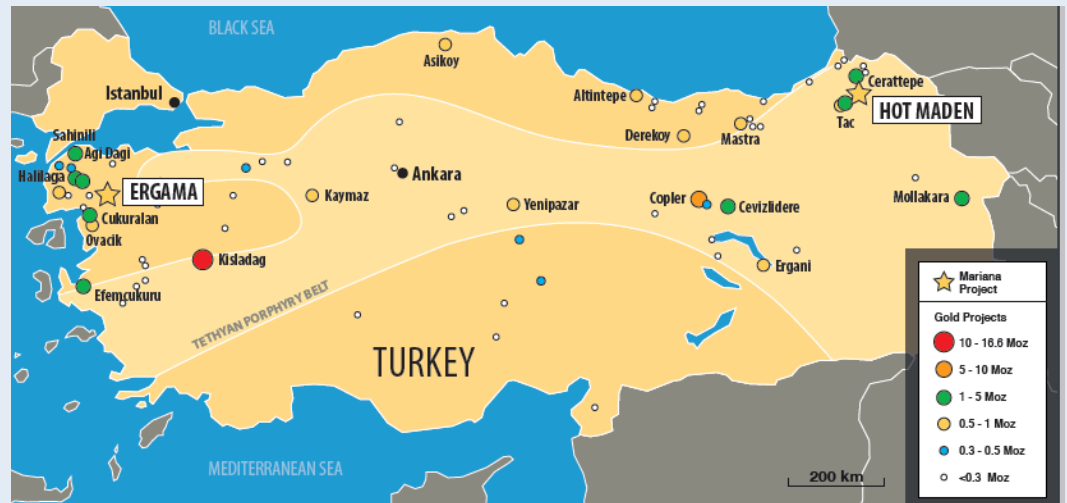 BLACK SEA
Asikoy
Istanbul
Altintepe
Cerattepe
HOT MADEN
Tac
Sahinili
Agi Dagi
Derekoy
Mastra
Halilaga
ERGAMA
Ankara
Kaymaz
Yenipazar
Copler
Cevizlidere
Mollakara
Cukuralan
Ovacik
Kisladag
Ergani
Efemcukuru
TETHYAN PORPHYRY BELT
TURKEY
MEDITERRANEAN SEA
200 km
Mariana
Project
Gold Projects
10 - 16.6 Moz
5 - 10 Moz
1 - 5 Moz
0.5 - 1 Moz
0.3 - 0.5 Moz
<0.3 Moz